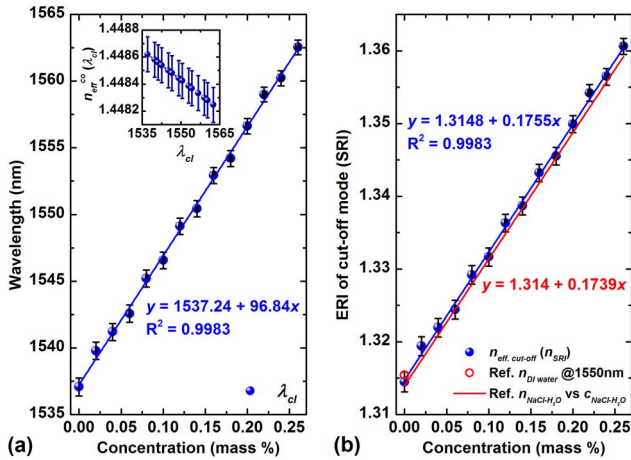 1565
1560
1555
1550
1545
1540
1535
Wavelength (nm)
1.4488
1.4486
1.4484
1.4482
n_eff^co (λ_cl)
1535 1550 1565
λ_cl
y = 1537.24 + 96.84x
R² = 0.9983
λ_cl
0.00 0.05 0.10 0.15 0.20 0.25
(a) Concentration (mass %)
1.36
1.35
1.34
1.33
1.32
1.31
ERI of cut-off mode (SRI)
y = 1.3148 + 0.1755x
R² = 0.9983
y = 1.314 + 0.1739x
n_eff. cut-off (n_SRI)
Ref. n_DI water @1550nm
Ref. n_NaCl-H₂O vs c_NaCl-H₂O
0.00 0.05 0.10 0.15 0.20 0.25
(b) Concentration (mass %)